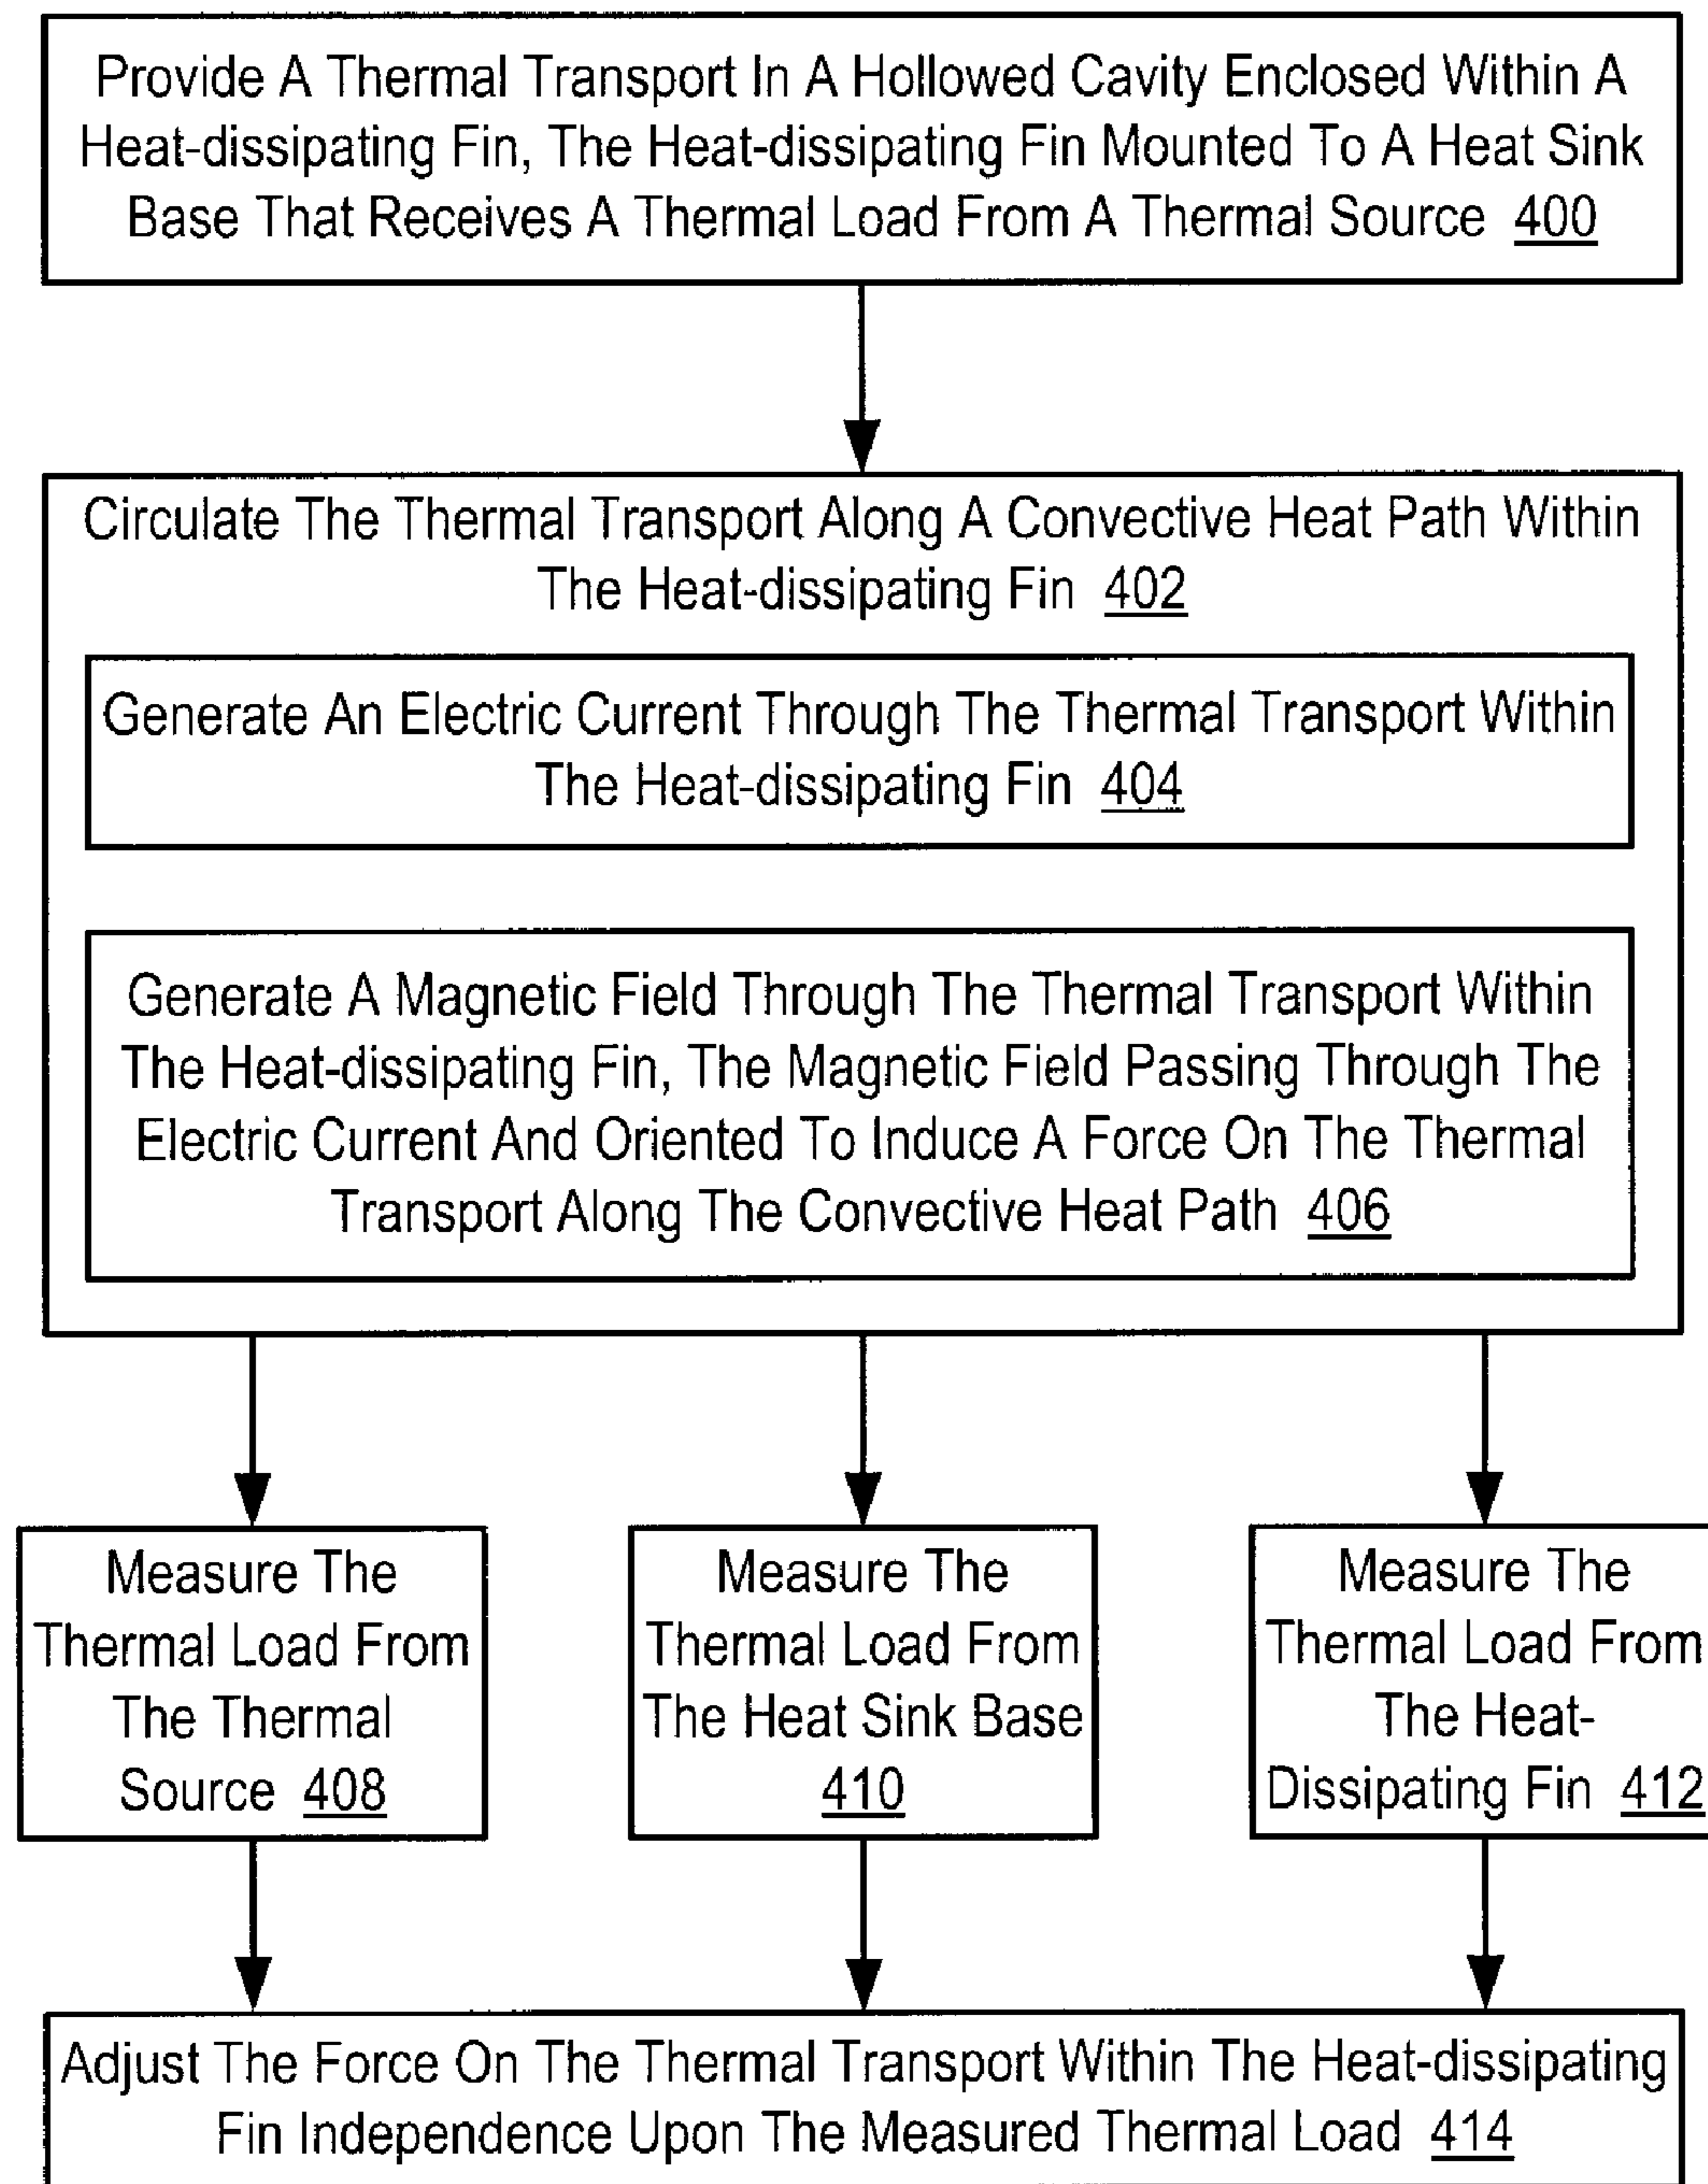 Provide A Thermal Transport In A Hollowed Cavity Enclosed Within A
Heat-dissipating Fin, The Heat-dissipating Fin Mounted To A Heat Sink
Base That Receives A Thermal Load From A Thermal Source 400
Circulate The Thermal Transport Along A Convective Heat Path Within
The Heat-dissipating Fin 402
Generate An Electric Current Through The Thermal Transport Within
The Heat-dissipating Fin 404
Generate A Magnetic Field Through The Thermal Transport Within
The Heat-dissipating Fin, The Magnetic Field Passing Through The
Electric Current And Oriented To Induce A Force On The Thermal
Transport Along The Convective Heat Path 406
Measure The
Thermal Load From
The Thermal
Source 408
Measure The
Thermal Load From
The Heat Sink Base
410
Measure The
Thermal Load From
The Heat-
Dissipating Fin 412
Adjust The Force On The Thermal Transport Within The Heat-dissipating
Fin Independence Upon The Measured Thermal Load 414